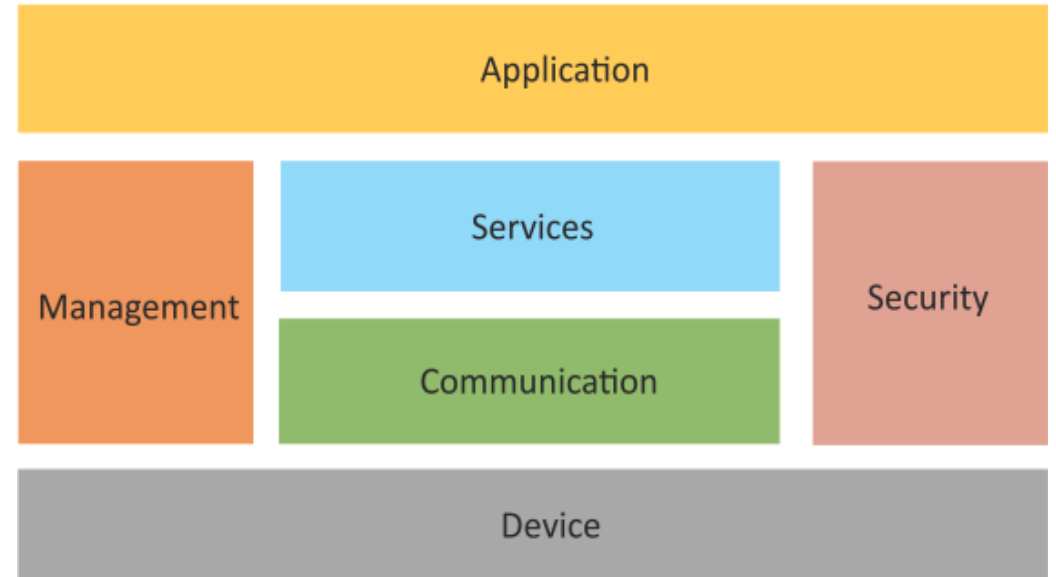 Application
Services
Management
Security
Communication
Device